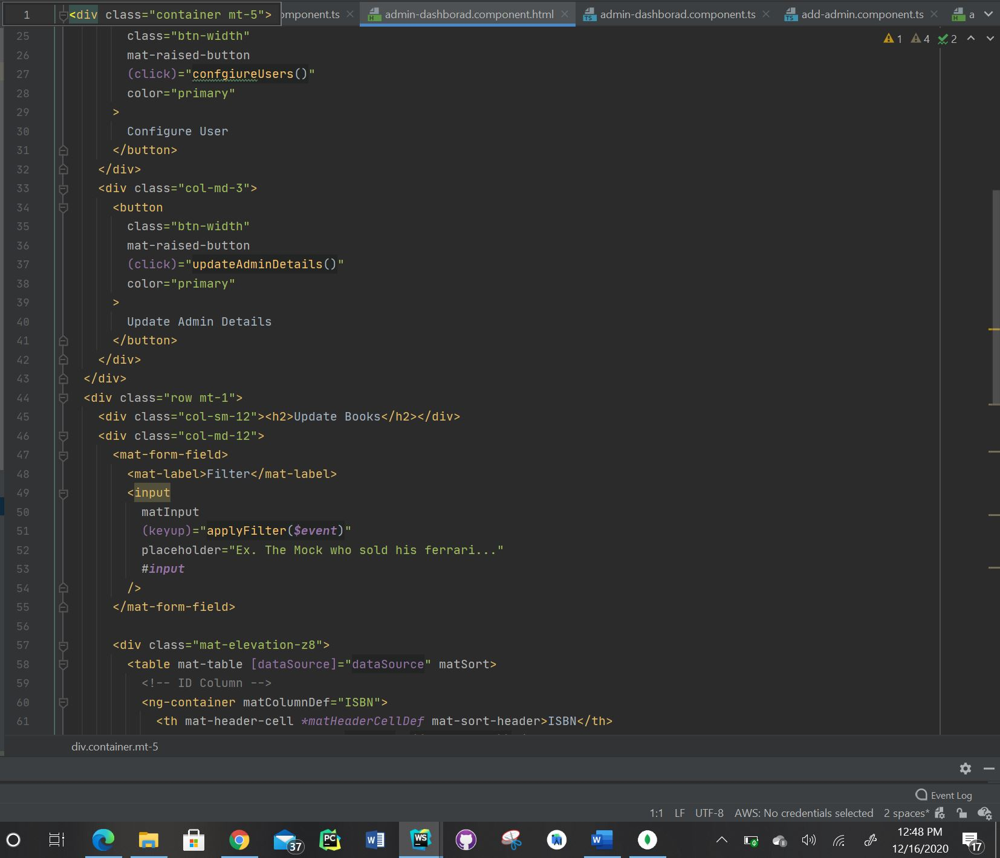 1 <div class="container mt-5">
omponent.ts
admin-dashborad.component.html
admin-dashborad.component.ts
add-admin.component.ts
a
1 4 2
25 class="btn-width"
26 mat-raised-button
27 (click)="confgiureUsers()"
28 color="primary"
29 >
30 Configure User
31 </button>
32 </div>
33 <div class="col-md-3">
34 <button
35 class="btn-width"
36 mat-raised-button
37 (click)="updateAdminDetails()"
38 color="primary"
39 >
40 Update Admin Details
41 </button>
42 </div>
43 </div>
44 <div class="row mt-1">
45 <div class="col-sm-12"><h2>Update Books</h2></div>
46 <div class="col-md-12">
47 <mat-form-field>
48 <mat-label>Filter</mat-label>
49 <input
50 matInput
51 (keyup)="applyFilter($event)"
52 placeholder="Ex. The Mock who sold his ferrari..."
53 #input
54 />
55 </mat-form-field>
56
57 <div class="mat-elevation-z8">
58 <table mat-table [dataSource]="dataSource" matSort>
59 <!-- ID Column -->
60 <ng-container matColumnDef="ISBN">
61 <th mat-header-cell *matHeaderCellDef mat-sort-header>ISBN</th>
div.container.mt-5
Event Log
1:1 LF UTF-8 AWS: No credentials selected 2 spaces*
37
PC
W
WS
W
12:48 PM
12/16/2020
17